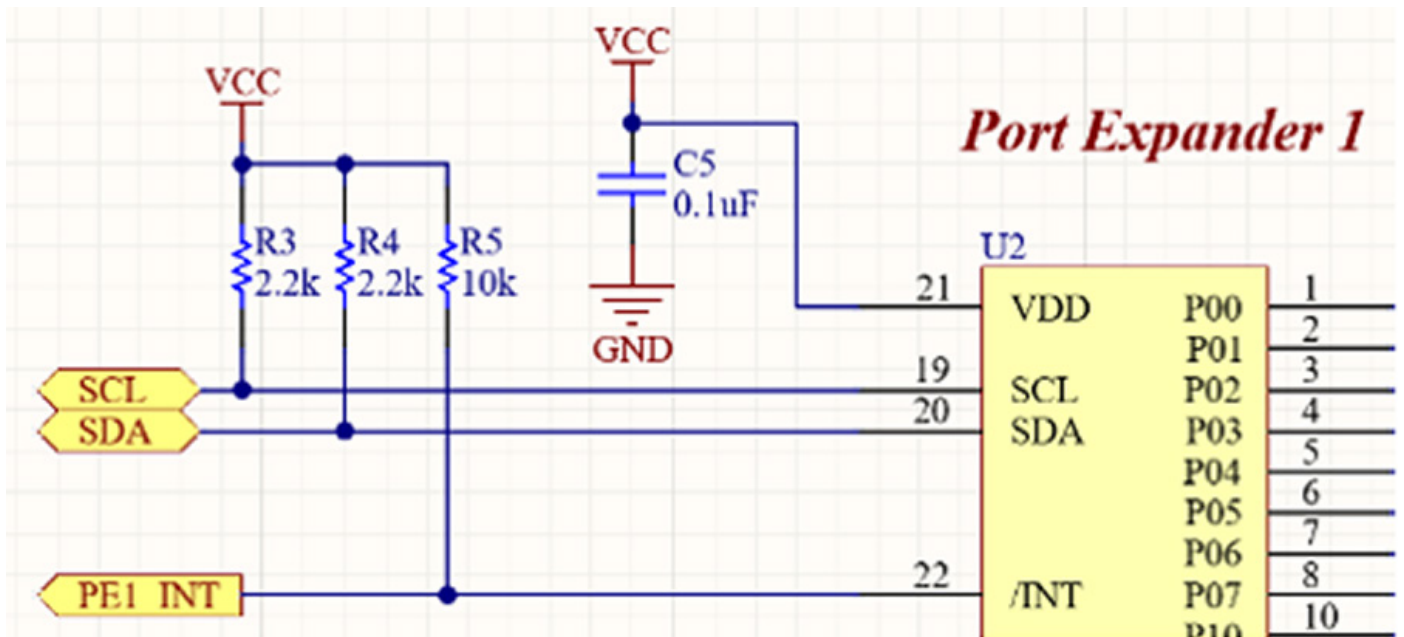 VCC
VCC
Port Expander 1
C5
0.1uF
R3
2.2k
R4
2.2k
R5
10k
GND
U2
21
VDD
P00
1
P01
2
SCL
19
SCL
P02
3
SDA
20
SDA
P03
4
P04
5
P05
6
P06
7
PE1 INT
22
/INT
P07
8
P10
10